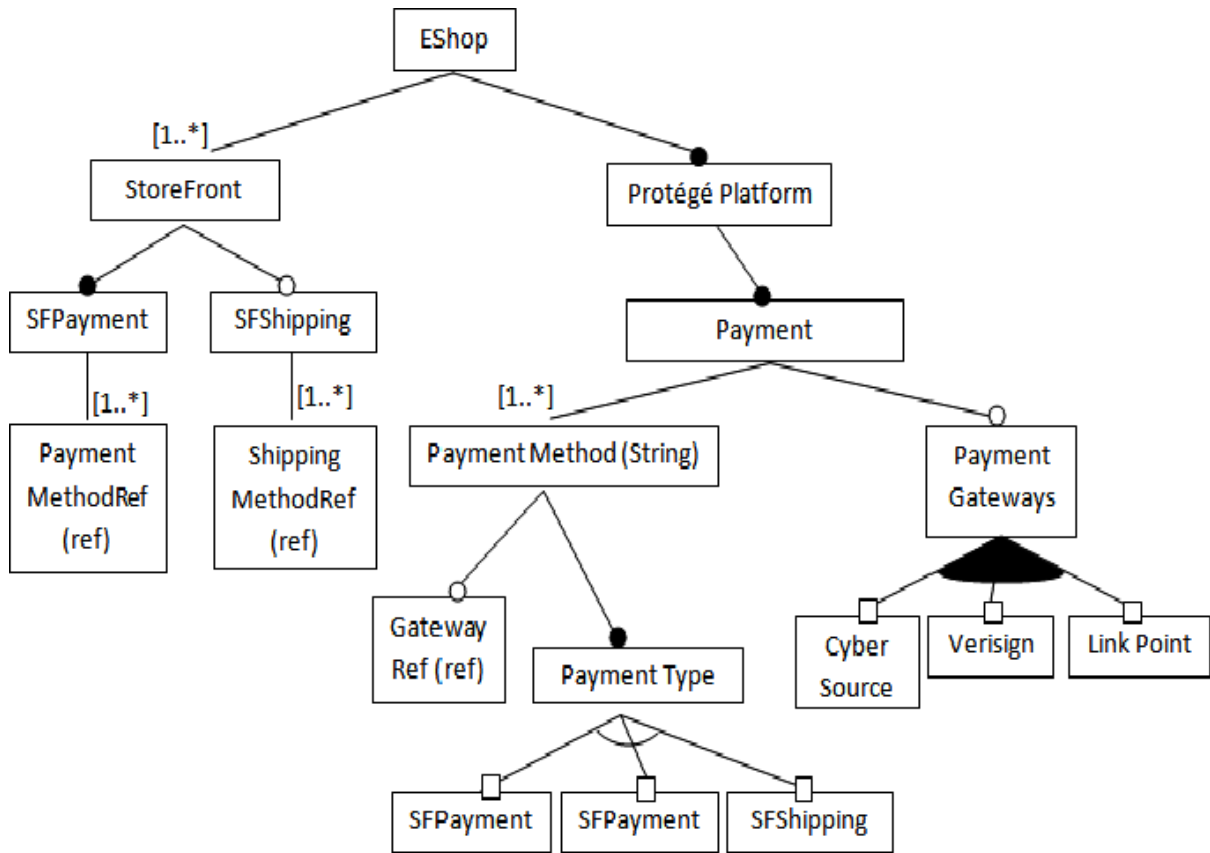 EShop
[1..*]
StoreFront
Protégé Platform
SFPayment
SFShipping
Payment
[1..*]
[1..*]
[1..*]
Payment
MethodRef
(ref)
Shipping
MethodRef
(ref)
Payment Method (String)
Payment
Gateways
Gateway
Ref (ref)
Payment Type
Cyber
Source
Verisign
Link Point
SFPayment
SFPayment
SFShipping